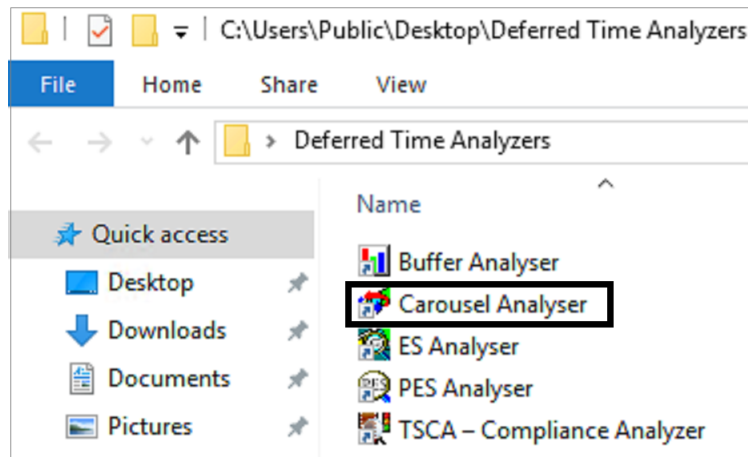 C:\Users\Public\Desktop\Deferred Time Analyzers
File Home Share View
Deferred Time Analyzers
Name
Quick access
Desktop
Downloads
Documents
Pictures
Buffer Analyser
Carousel Analyser
ES Analyser
PES Analyser
TSCA – Compliance Analyzer